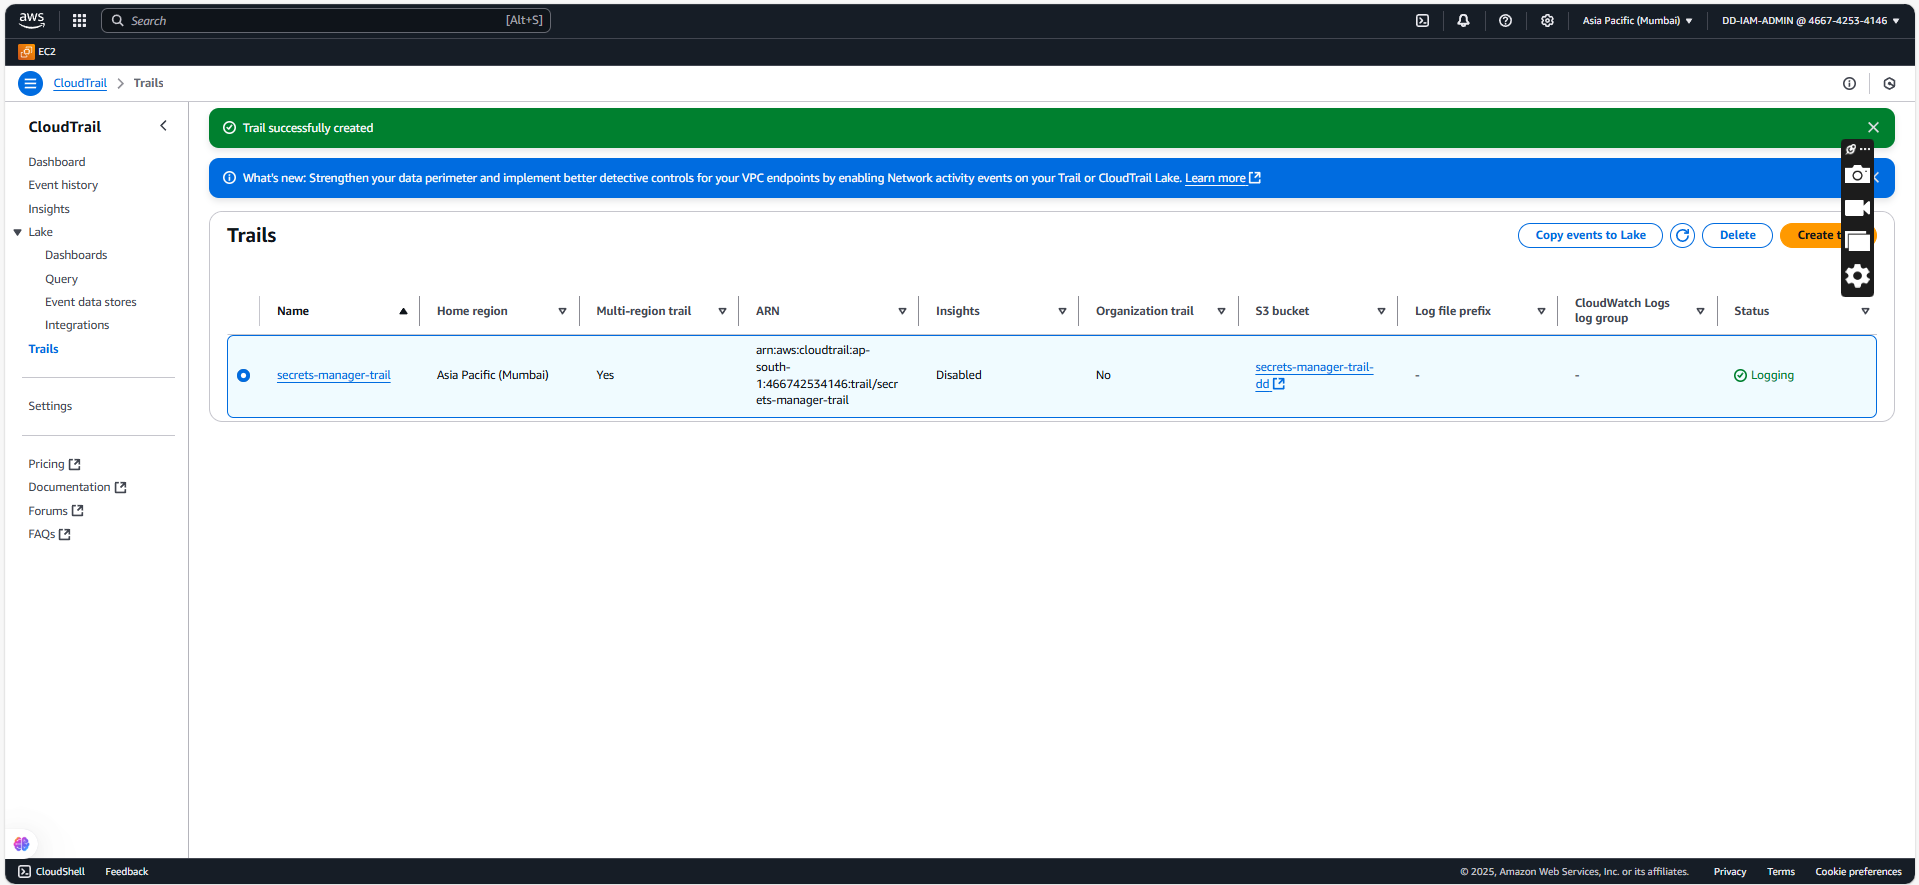 aws
Search [Alt+S]
Asia Pacific (Mumbai)
DD-IAM-ADMIN @ 4667-4253-4146
EC2
CloudTrail
Trails
CloudTrail
Dashboard
Event history
Insights
Lake
Dashboards
Query
Event data stores
Integrations
Trails
Settings
Pricing
Documentation
Forums
FAQs
Trail successfully created
What's new: Strengthen your data perimeter and implement better detective controls for your VPC endpoints by enabling Network activity events on your Trail or CloudTrail Lake. Learn more
Trails
Copy events to Lake
Delete
Create t
Name
Home region
Multi-region trail
ARN
Insights
Organization trail
S3 bucket
Log file prefix
CloudWatch Logs
log group
Status
secrets-manager-trail
Asia Pacific (Mumbai)
Yes
arn:aws:cloudtrail:ap-
south-
1:466742534146:trail/secr
ets-manager-trail
Disabled
No
secrets-manager-trail-
dd
-
-
Logging
CloudShell
Feedback
© 2025, Amazon Web Services, Inc. or its affiliates.
Privacy
Terms
Cookie preferences